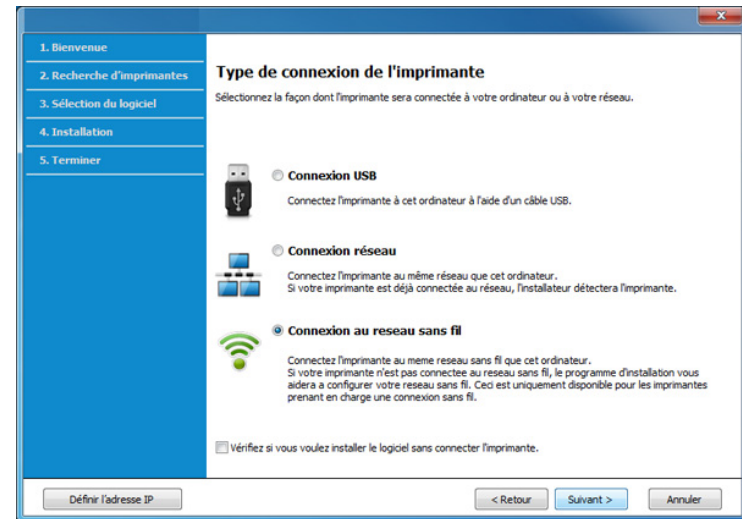 1. Bienvenue
2. Recherche d'imprimantes
3. Sélection du logiciel
4. Installation
5. Terminer
Type de connexion de l'imprimante
Sélectionnez la façon dont l'imprimante sera connectée à votre ordinateur ou à votre réseau.
Connexion USB
Connectez l'imprimante à cet ordinateur à l'aide d'un câble USB.
Connexion réseau
Connectez l'imprimante au même réseau que cet ordinateur.
Si votre imprimante est déjà connectée au réseau, l'installateur détectera l'imprimante.
Connexion au reseau sans fil
Connectez l'imprimante au meme reseau sans fil que cet ordinateur.
Si votre imprimante n'est pas connectee au reseau sans fil, le programme d'installation vous
aidera a configurer votre reseau sans fil. Ceci est uniquement disponible pour les imprimantes
prenant en charge une connexion sans fil.
Vérifiez si vous voulez installer le logiciel sans connecter l'imprimante.
Définir l'adresse IP
< Retour
Suivant >
Annuler